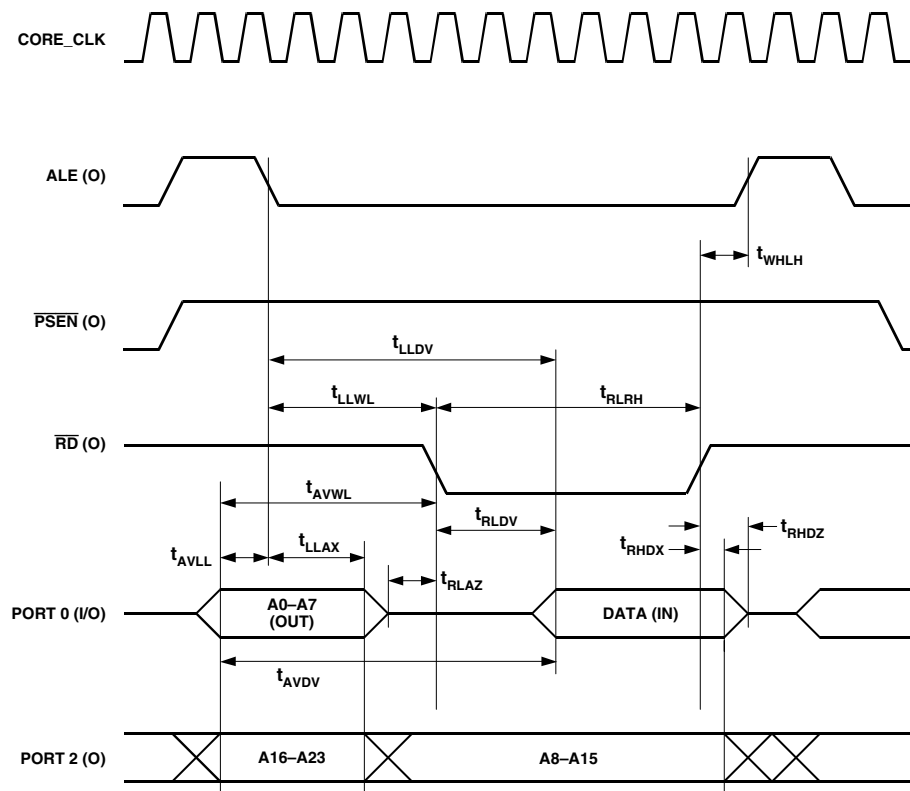 CORE_CLK
ALE (O)
tWHLH
PSEN (O)
tLLDV
tLLWL
tRLRH
RD (O)
tAVWL
tRLDV
tRHDZ
tAVLL
tLLAX
tRHDX
tRLAZ
PORT 0 (I/O)
A0–A7
(OUT)
DATA (IN)
tAVDV
PORT 2 (O)
A16–A23
A8–A15